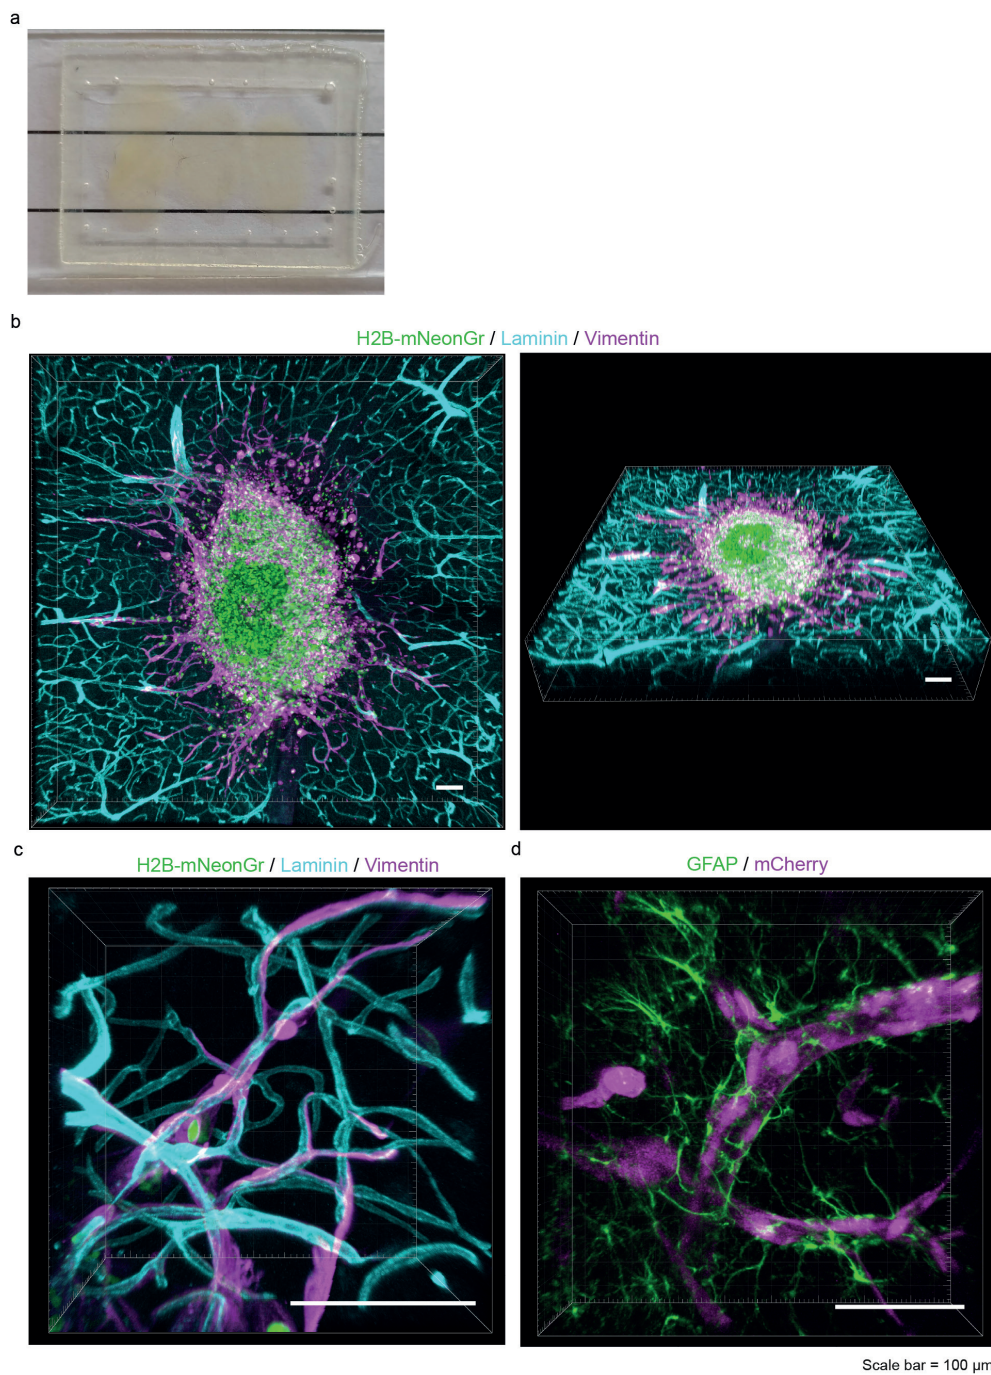 a
b
H2B-mNeonGr / Laminin / Vimentin
c
H2B-mNeonGr / Laminin / Vimentin
d
GFAP / mCherry
Scale bar = 100 µm